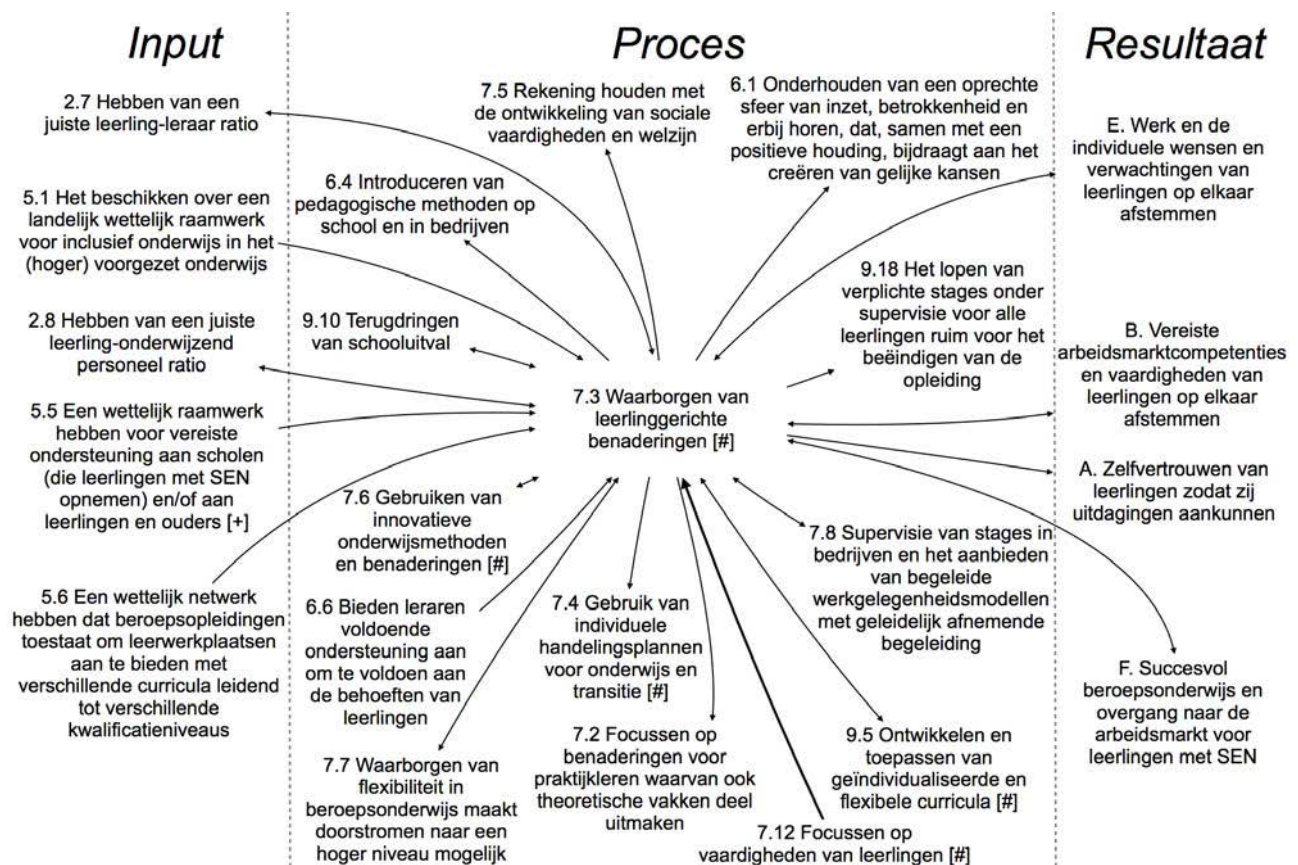 Input
Proces
Resultaat
2.7 Hebben van een
juiste leerling-leraar ratio
5.1 Het beschikken over een
landelijk wettelijk raamwerk
voor inclusief onderwijs in het
(hoger) voorgezet onderwijs
2.8 Hebben van een juiste
leerling-onderwijzend
personeel ratio
5.5 Een wettelijk raamwerk
hebben voor vereiste
ondersteuning aan scholen
(die leerlingen met SEN
opnemen) en/of aan
leerlingen en ouders [+]
5.6 Een wettelijk netwerk
hebben dat beroepsopleidingen
toestaat om leerwerkplaatsen
aan te bieden met
verschillende curricula leidend
tot verschillende
kwalificatieniveaus
7.5 Rekening houden met
de ontwikkeling van sociale
vaardigheden en welzijn
6.1 Onderhouden van een oprechte
sfeer van inzet, betrokkenheid en
erbij horen, dat, samen met een
positieve houding, bijdraagt aan het
creëren van gelijke kansen
6.4 Introduceren van
pedagogische methoden op
school en in bedrijven
9.10 Terugdringen
van schooluitval
9.18 Het lopen van
verplichte stages onder
supervisie voor alle
leerlingen ruim voor het
beëindigen van de
opleiding
7.3 Waarborgen van
leerlinggerichte
benaderingen [#]
7.6 Gebruiken van
innovatieve
onderwijsmethoden
en benaderingen [#]
6.6 Bieden leraren
voldoende
ondersteuning aan
om te voldoen aan
de behoeften van
leerlingen
7.4 Gebruik van
individuele
handelingsplannen
voor onderwijs en
transitie [#]
7.8 Supervisie van stages in
bedrijven en het aanbieden
van begeleide
werkgelegenheidsmodellen
met geleidelijk afnemende
begeleiding
7.7 Waarborgen van
flexibiliteit in
beroepsonderwijs maakt
doorstromen naar een
hoger niveau mogelijk
7.2 Focussen op
benaderingen voor
praktijkleren waarvan ook
theoretische vakken deel
uitmaken
9.5 Ontwikkelen en
toepassen van
geïndividualiseerde en
flexibele curricula [#]
7.12 Focussen op
vaardigheden van leerlingen [#]
E. Werk en de
individuele wensen en
verwachtingen van
leerlingen op elkaar
afstemmen
B. Vereiste
arbeidsmarktcompetenties
en vaardigheden van
leerlingen op elkaar
afstemmen
A. Zelfvertrouwen van
leerlingen zodat zij
uitdagingen aankunnen
F. Succesvol
beroepsonderwijs en
overgang naar de
arbeidsmarkt voor
leerlingen met SEN